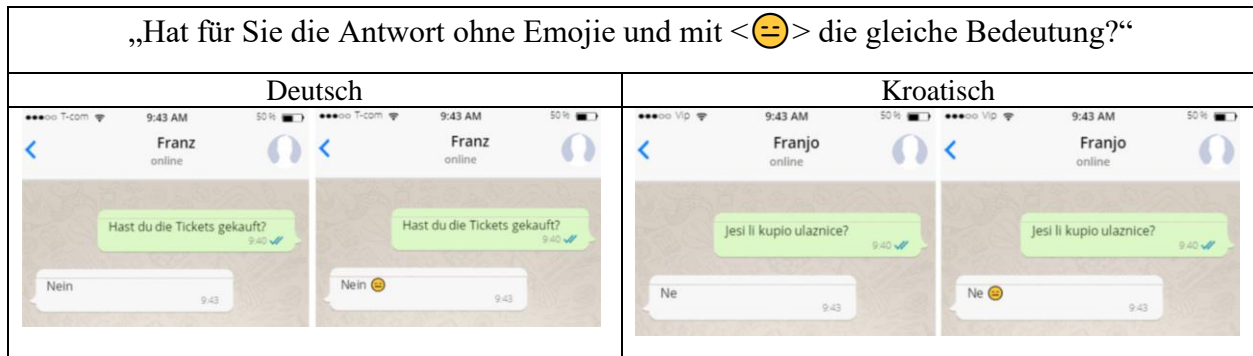 „Hat für Sie die Antwort ohne Emojie und mit <😑> die gleiche Bedeutung?“
Deutsch
Kroatisch
T-com 9:43 AM 50%
Franz
online
Hast du die Tickets gekauft?
9:40
Nein
9:43
T-com 9:43 AM 50%
Franz
online
Hast du die Tickets gekauft?
9:40
Nein 😑
9:43
Vip 9:43 AM 50%
Franjo
online
Jesi li kupio ulaznice?
9:40
Ne
9:43
Vip 9:43 AM 50%
Franjo
online
Jesi li kupio ulaznice?
9:40
Ne 😑
9:43